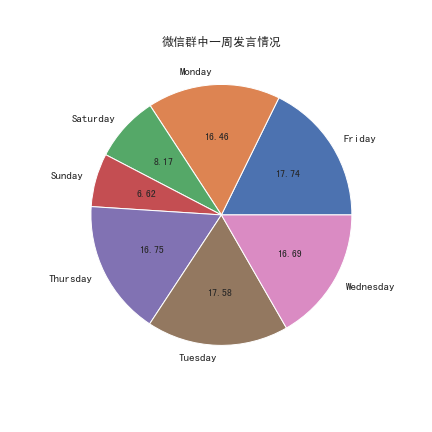 微信群中一周发言情况
Monday
Friday
Saturday
16.46
8.17
17.74
Sunday
6.62
16.75
16.69
Thursday
Wednesday
17.58
Tuesday